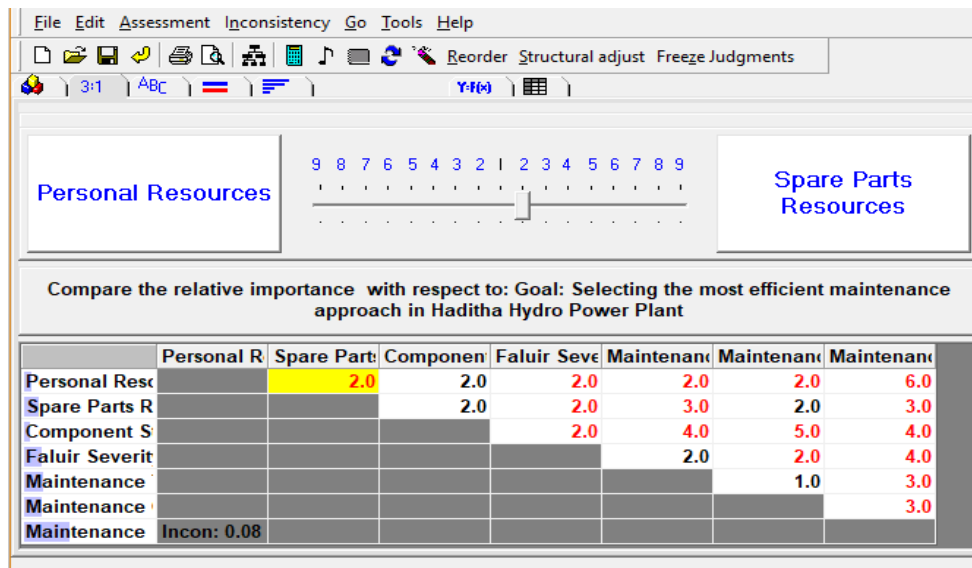 File Edit Assessment Inconsistency Go Tools Help
Reorder Structural adjust Freeze Judgments
3:1 ABC Y=F(x)
9 8 7 6 5 4 3 2 1 2 3 4 5 6 7 8 9
Personal Resources
Spare Parts
Resources
Compare the relative importance with respect to: Goal: Selecting the most efficient maintenance
approach in Haditha Hydro Power Plant
Personal R Spare Part Component Faluir Seve Maintenanc Maintenanc Maintenanc
Personal Reso 2.0 2.0 2.0 2.0 2.0 6.0
Spare Parts R 2.0 2.0 3.0 2.0 3.0
Component S 2.0 4.0 5.0 4.0
Faluir Severit 2.0 2.0 4.0
Maintenance 1.0 3.0
Maintenance 3.0
Maintenance Incon: 0.08